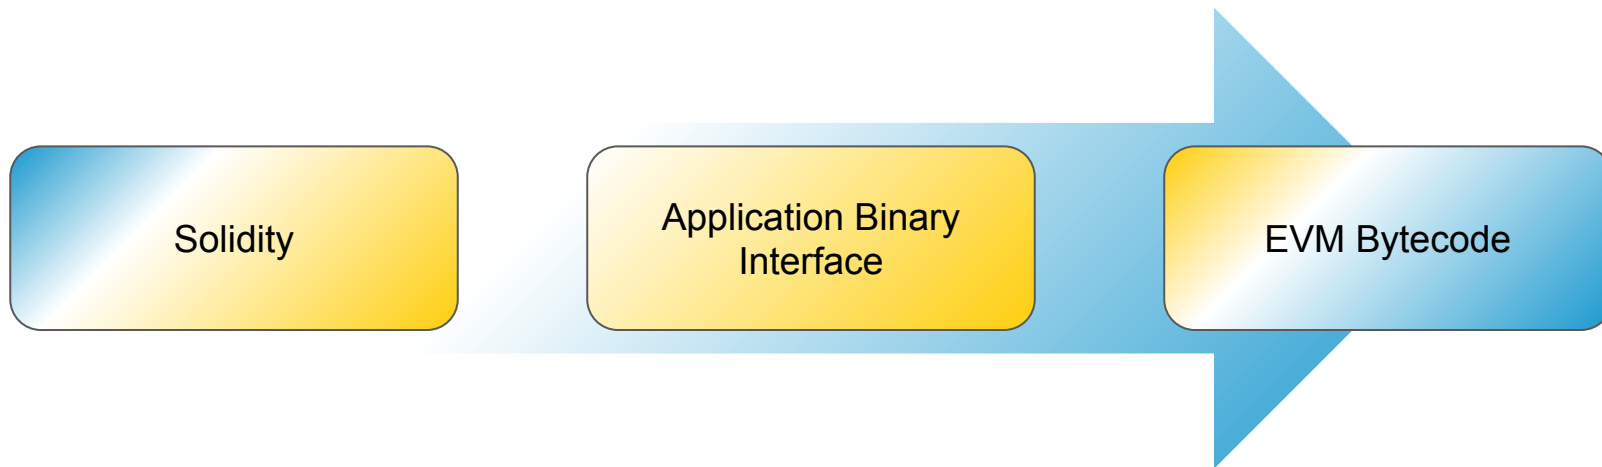 Solidity
Application Binary
Interface
EVM Bytecode